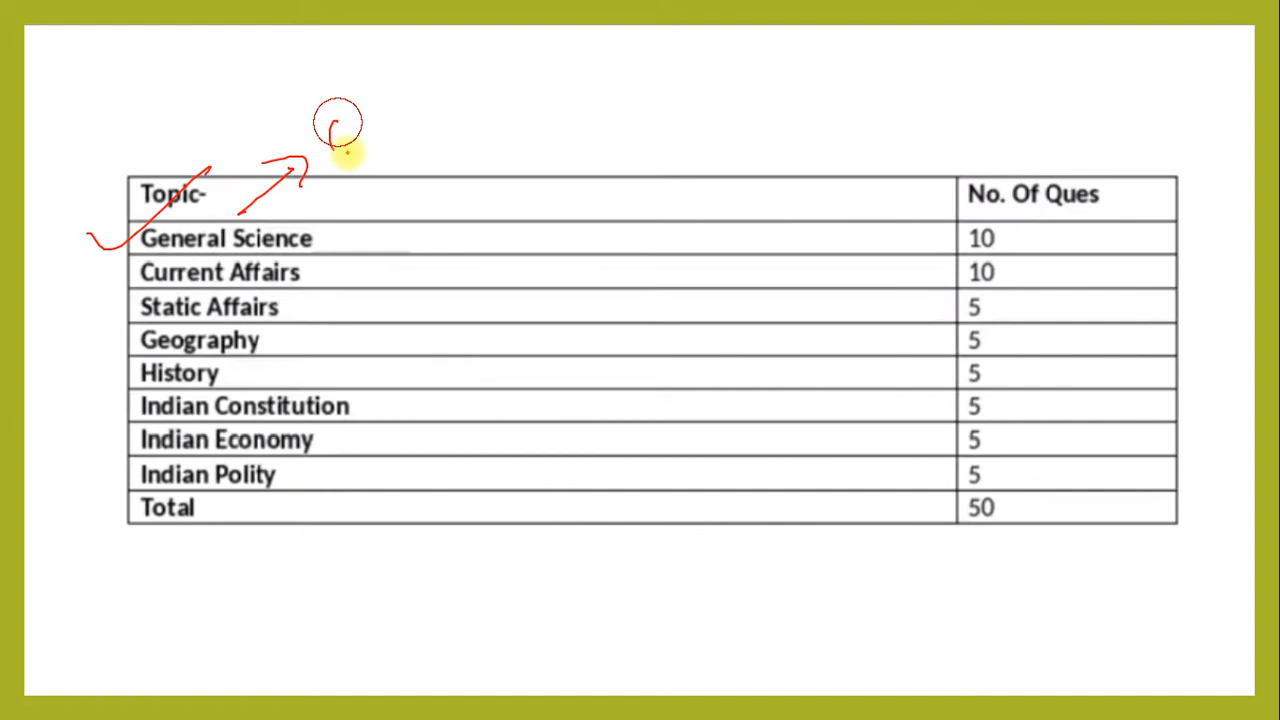 Topic- No. Of Ques
General Science 10
Current Affairs 10
Static Affairs 5
Geography 5
History 5
Indian Constitution 5
Indian Economy 5
Indian Polity 5
Total 50